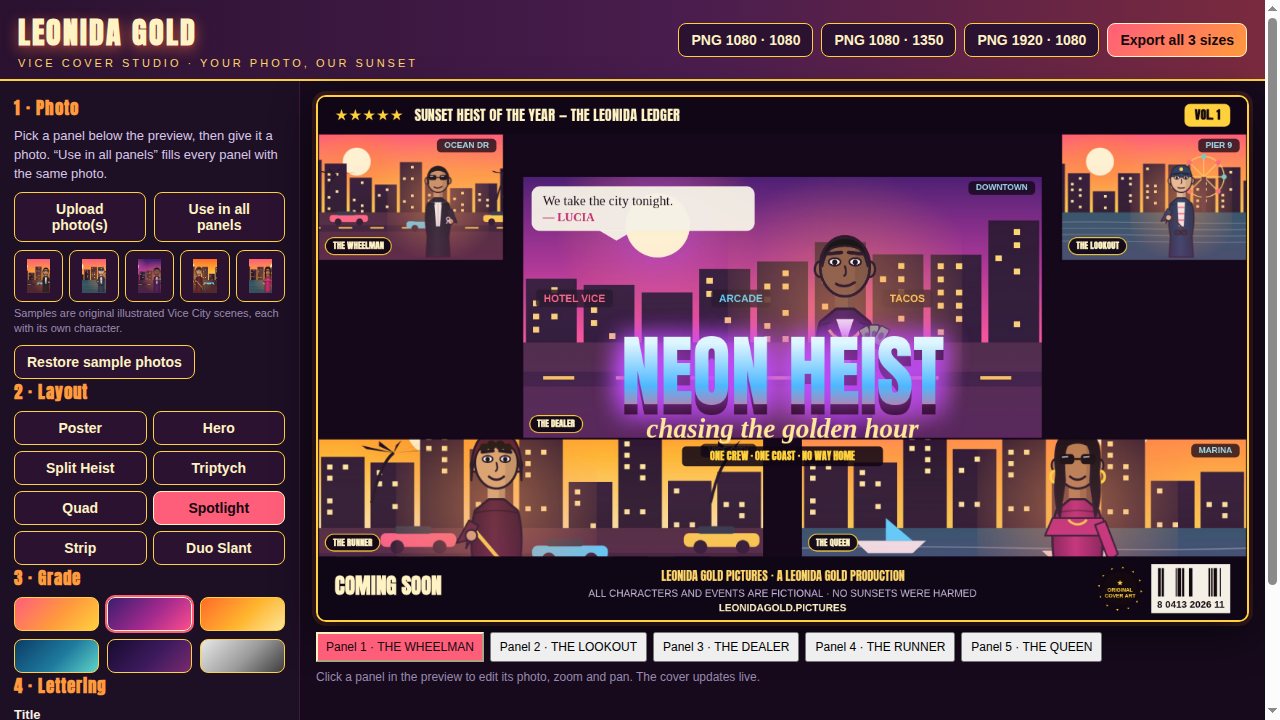 LEONIDA GOLD
VICE COVER STUDIO · YOUR PHOTO, OUR SUNSET
PNG 1080 · 1080
PNG 1080 · 1350
PNG 1920 · 1080
Export all 3 sizes
1 · Photo
Pick a panel below the preview, then give it a
photo. “Use in all panels” fills every panel with
the same photo.
Upload
photo(s)
Use in all
panels
Samples are original illustrated Vice City scenes, each
with its own character.
Restore sample photos
2 · Layout
Poster
Hero
Split Heist
Triptych
Quad
Spotlight
Strip
Duo Slant
3 · Grade
4 · Lettering
Title
★★★★★ SUNSET HEIST OF THE YEAR — THE LEONIDA LEDGER
VOL. 1
OCEAN DR
THE WHEELMAN
PIER 9
THE LOOKOUT
DOWNTOWN
We take the city tonight.
— LUCIA
HOTEL VICE
ARCADE
TACOS
NEON HEIST
THE DEALER
chasing the golden hour
ONE CREW · ONE COAST · NO WAY HOME
MARINA
THE RUNNER
THE QUEEN
COMING SOON
LEONIDA GOLD PICTURES · A LEONIDA GOLD PRODUCTION
ALL CHARACTERS AND EVENTS ARE FICTIONAL · NO SUNSETS WERE HARMED
LEONIDAGOLD.PICTURES
★
ORIGINAL
COVER ART
8 0413 2026 11
Panel 1 · THE WHEELMAN
Panel 2 · THE LOOKOUT
Panel 3 · THE DEALER
Panel 4 · THE RUNNER
Panel 5 · THE QUEEN
Click a panel in the preview to edit its photo, zoom and pan. The cover updates live.